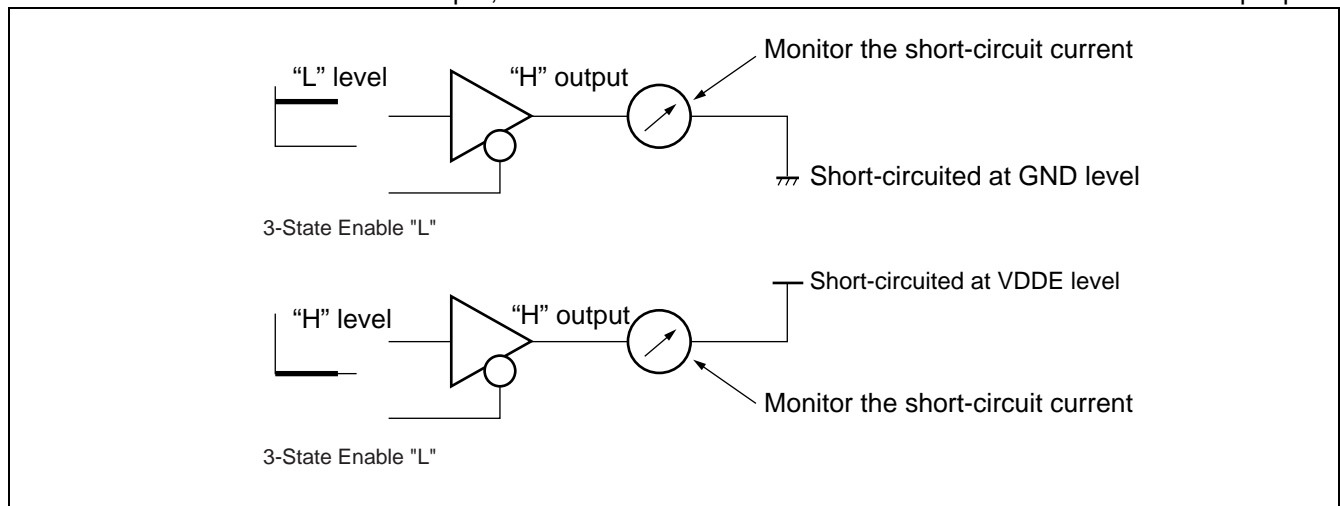 Monitor the short-circuit current
“L” level
“H” output
Short-circuited at GND level
3-State Enable "L"
Short-circuited at VDDE level
“H” level
“H” output
Monitor the short-circuit current
3-State Enable "L"